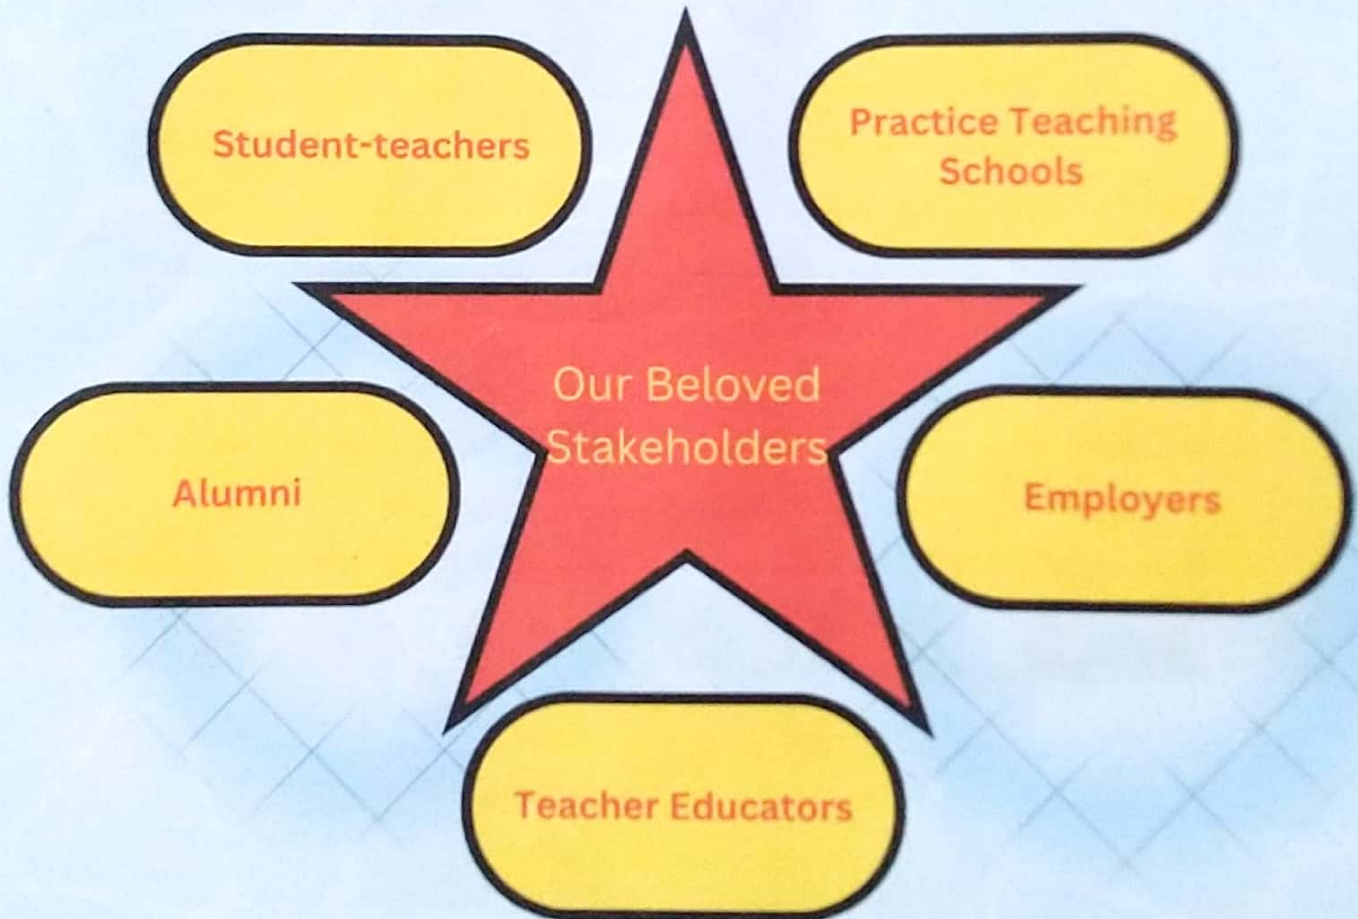 Student-teachers
Practice Teaching
Schools
Our Beloved
Stakeholders
Alumni
Employers
Teacher Educators